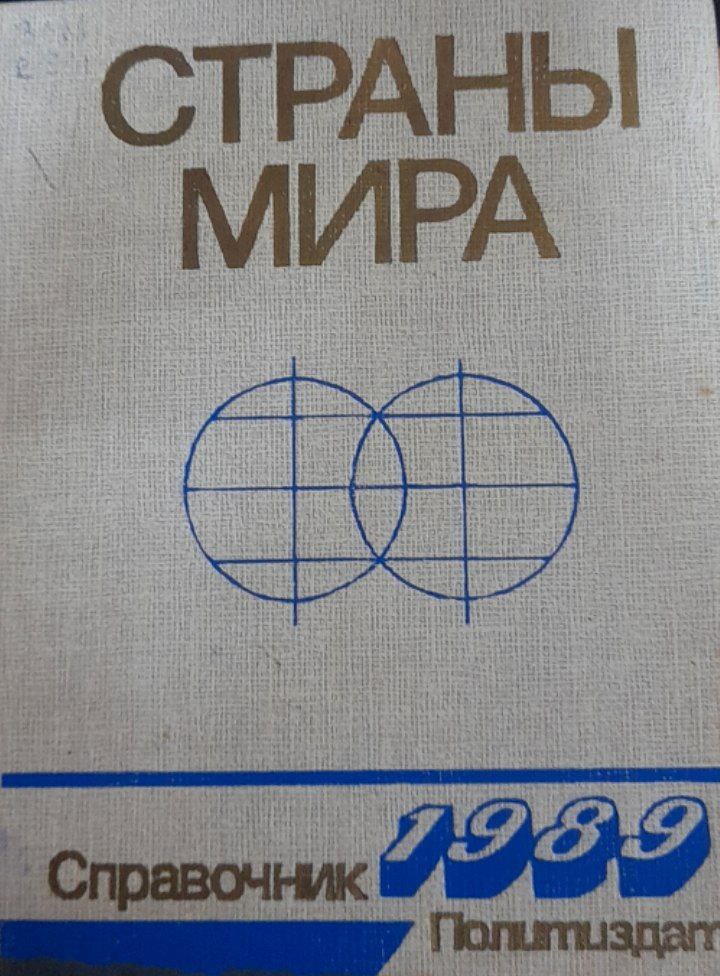 СТРАНЫ
МИРА
Справочник 1989
Политиздат